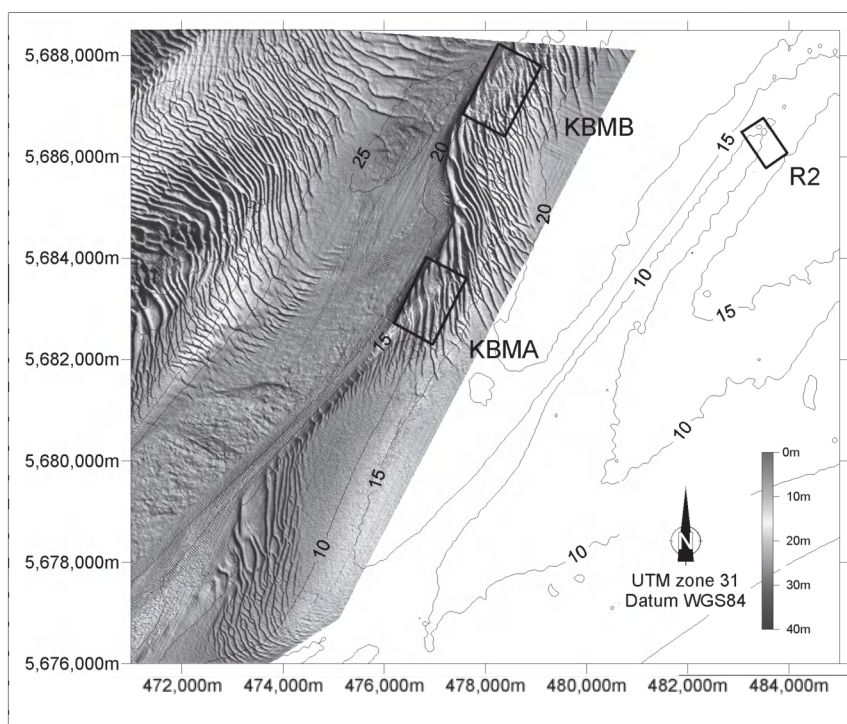 5,688,000m
5,686,000m
5,684,000m
5,682,000m
5,680,000m
5,678,000m
5,676,000m
472,000m 474,000m 476,000m 478,000m 480,000m 482,000m 484,000m
KBMB
25
20
20
15
R2
10
15
KBMA
15
10
15
10
10
0m
10m
20m
30m
40m
N
UTM zone 31
Datum WGS84